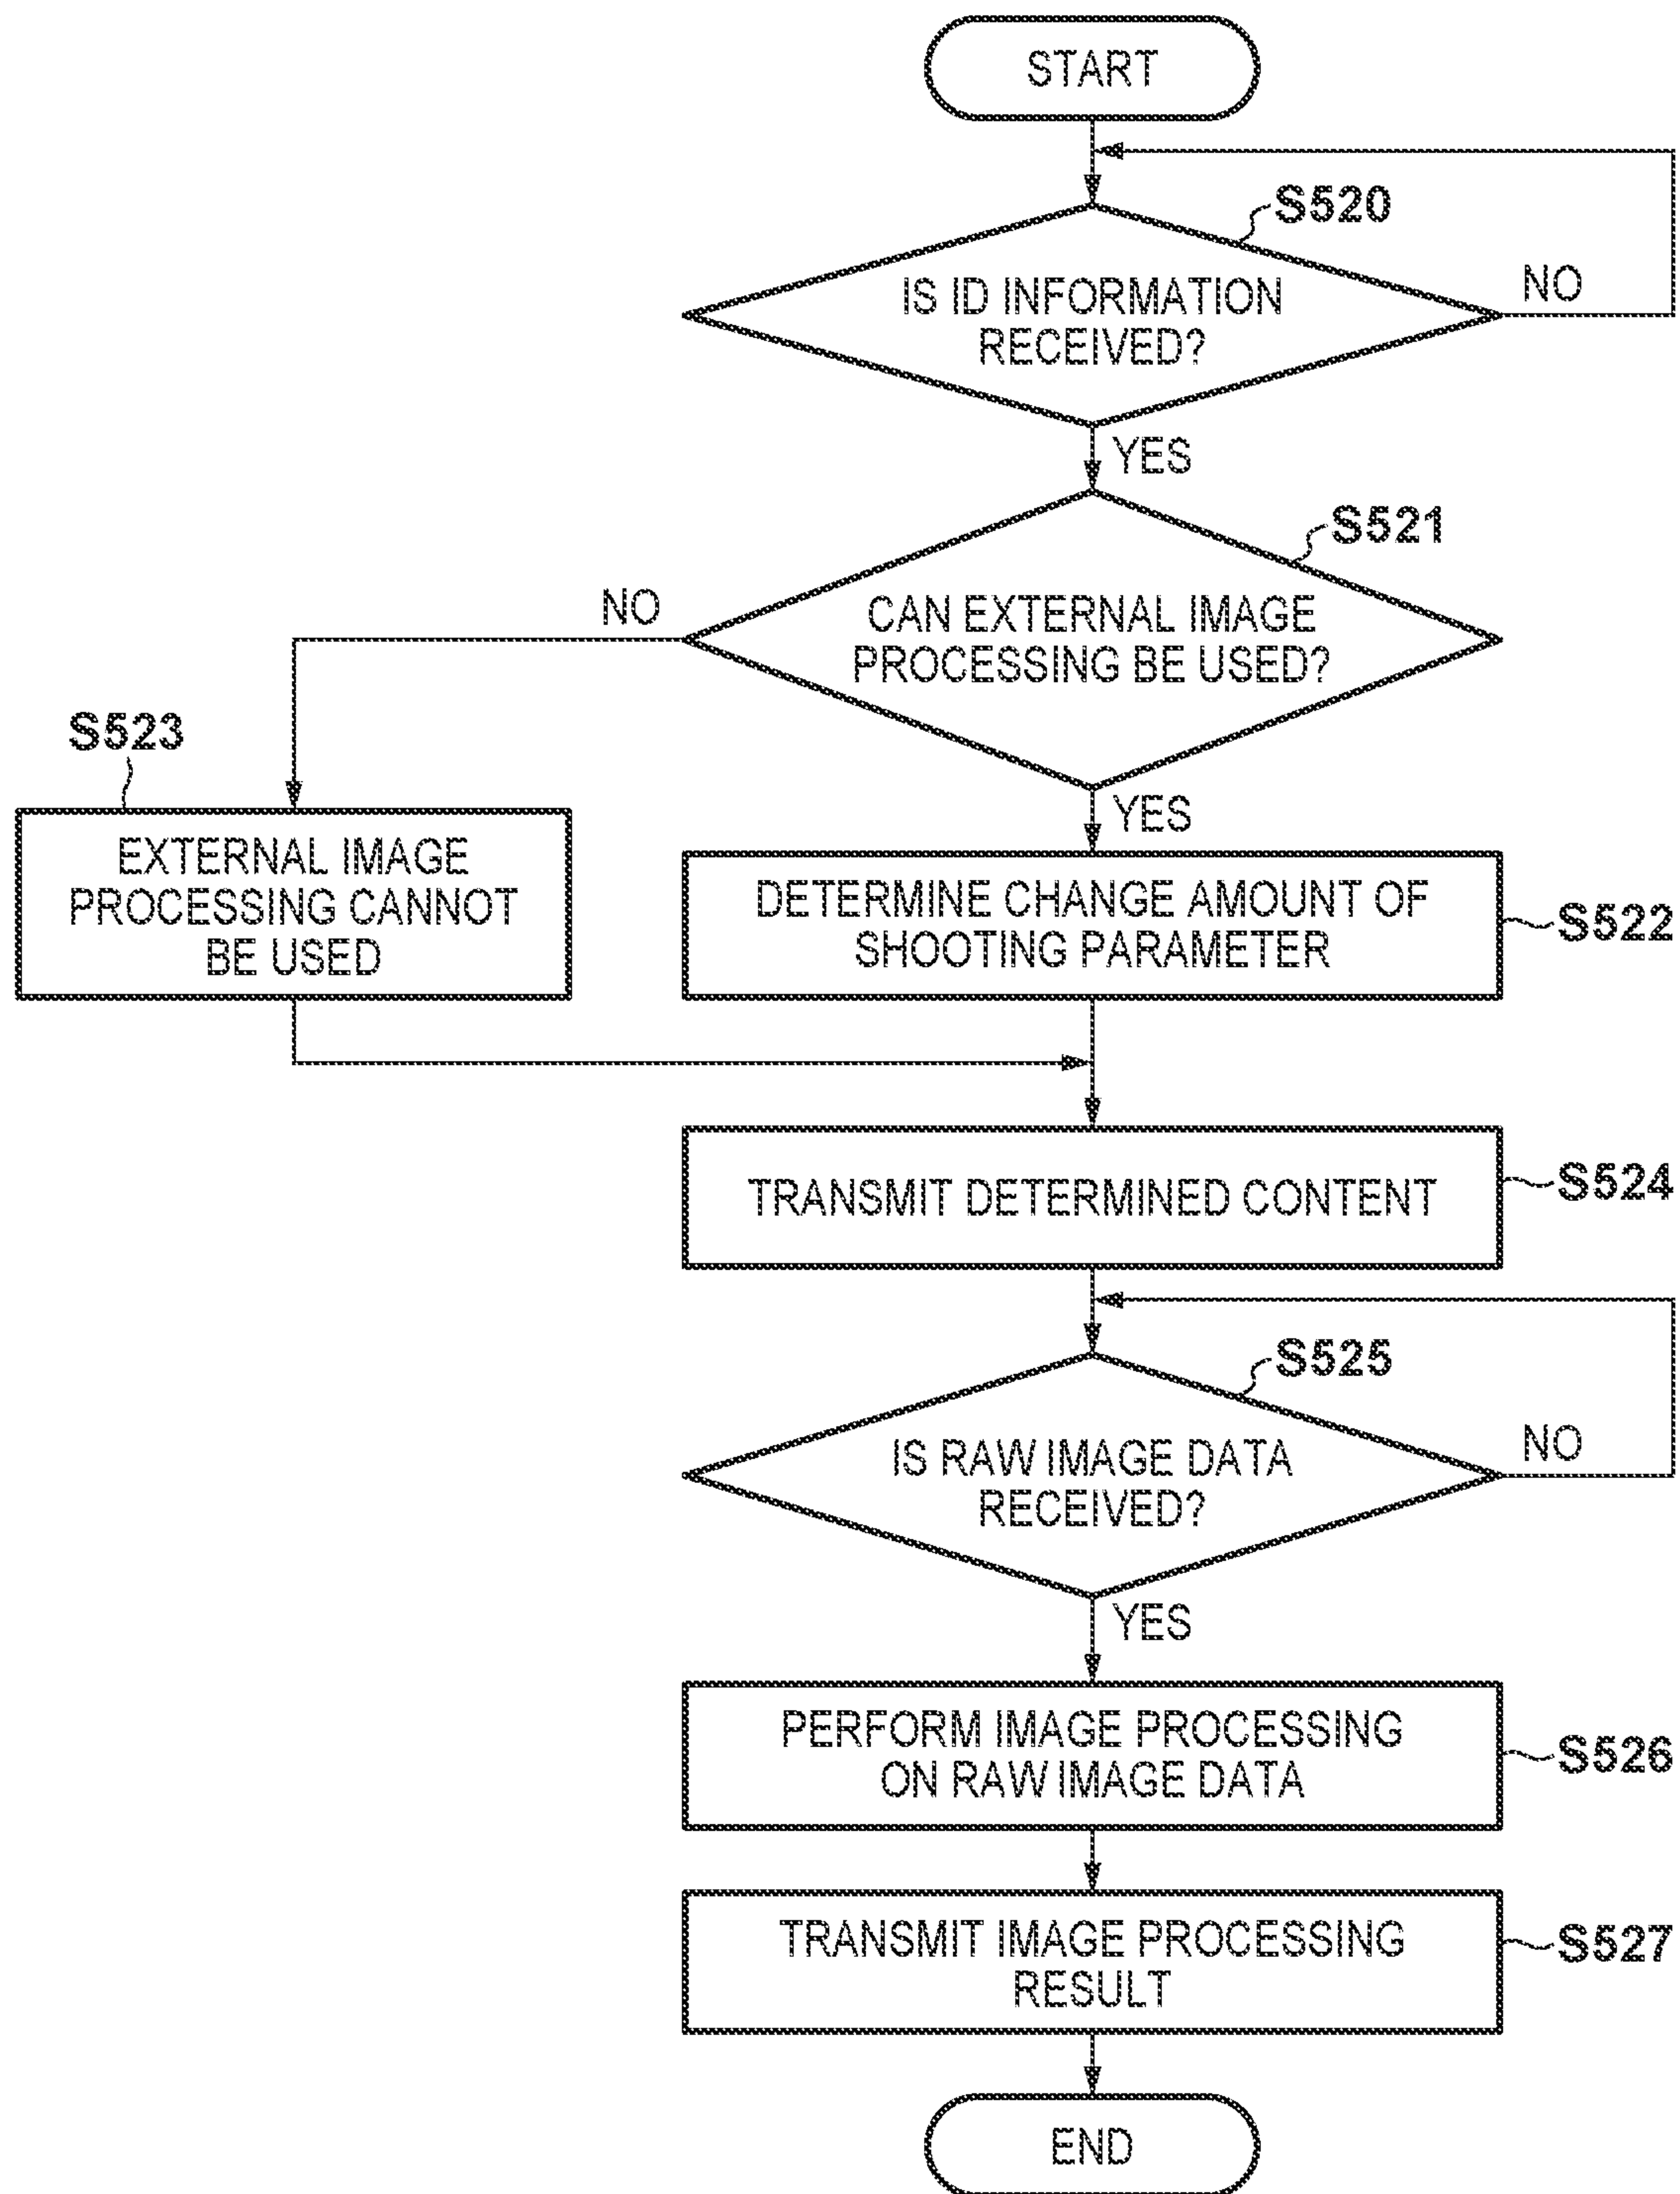 START
S520
IS ID INFORMATION
RECEIVED?
NO
YES
S521
CAN EXTERNAL IMAGE
PROCESSING BE USED?
NO
YES
S523
EXTERNAL IMAGE
PROCESSING CANNOT
BE USED
DETERMINE CHANGE AMOUNT OF
SHOOTING PARAMETER
S522
TRANSMIT DETERMINED CONTENT
S524
S525
IS RAW IMAGE DATA
RECEIVED?
NO
YES
PERFORM IMAGE PROCESSING
ON RAW IMAGE DATA
S526
TRANSMIT IMAGE PROCESSING
RESULT
S527
END